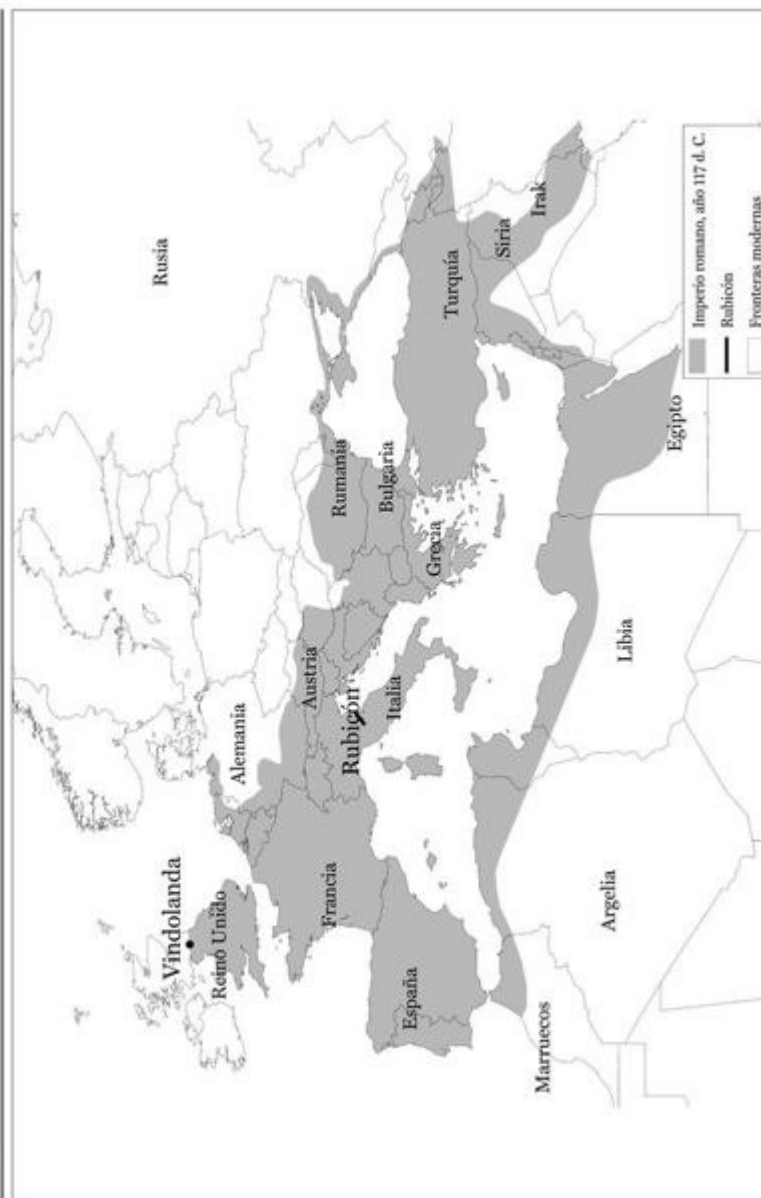 Rusia
Vindolanda
Reino Unido
Alemania
Francia
Austria
Rumanía
Rubicón
Bulgaria
Italia
España
Grecia
Turquía
Siria
Irak
Marruecos
Argelia
Libia
Egipto
Imperio romano, año 117 d. C.
Rubicón
Fronteras modernas